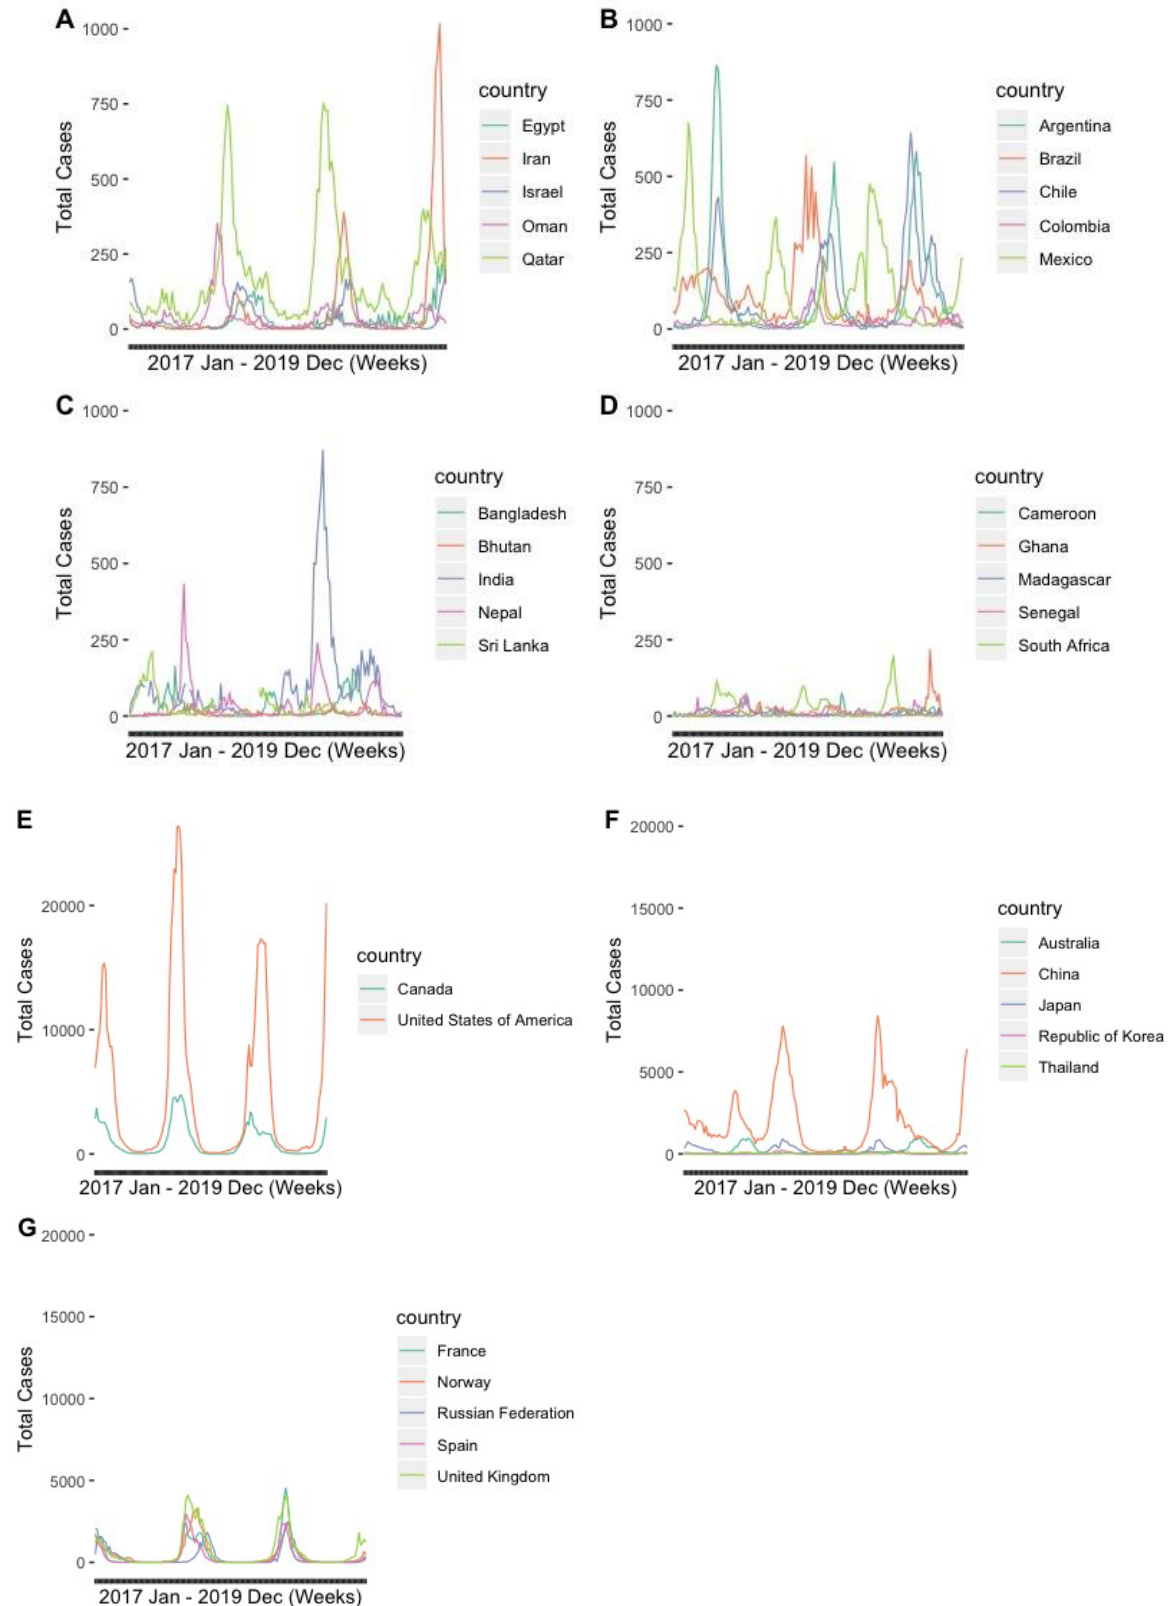 A
1000
750
500
250
0
Total Cases
2017 Jan - 2019 Dec (Weeks)
country
Egypt
Iran
Israel
Oman
Qatar
B
1000
750
500
250
0
Total Cases
2017 Jan - 2019 Dec (Weeks)
country
Argentina
Brazil
Chile
Colombia
Mexico
C
1000
750
500
250
0
Total Cases
2017 Jan - 2019 Dec (Weeks)
country
Bangladesh
Bhutan
India
Nepal
Sri Lanka
D
1000
750
500
250
0
Total Cases
2017 Jan - 2019 Dec (Weeks)
country
Cameroon
Ghana
Madagascar
Senegal
South Africa
E
20000
10000
0
Total Cases
2017 Jan - 2019 Dec (Weeks)
country
Canada
United States of America
F
20000
15000
10000
5000
0
Total Cases
2017 Jan - 2019 Dec (Weeks)
country
Australia
China
Japan
Republic of Korea
Thailand
G
20000
15000
10000
5000
0
Total Cases
2017 Jan - 2019 Dec (Weeks)
country
France
Norway
Russian Federation
Spain
United Kingdom